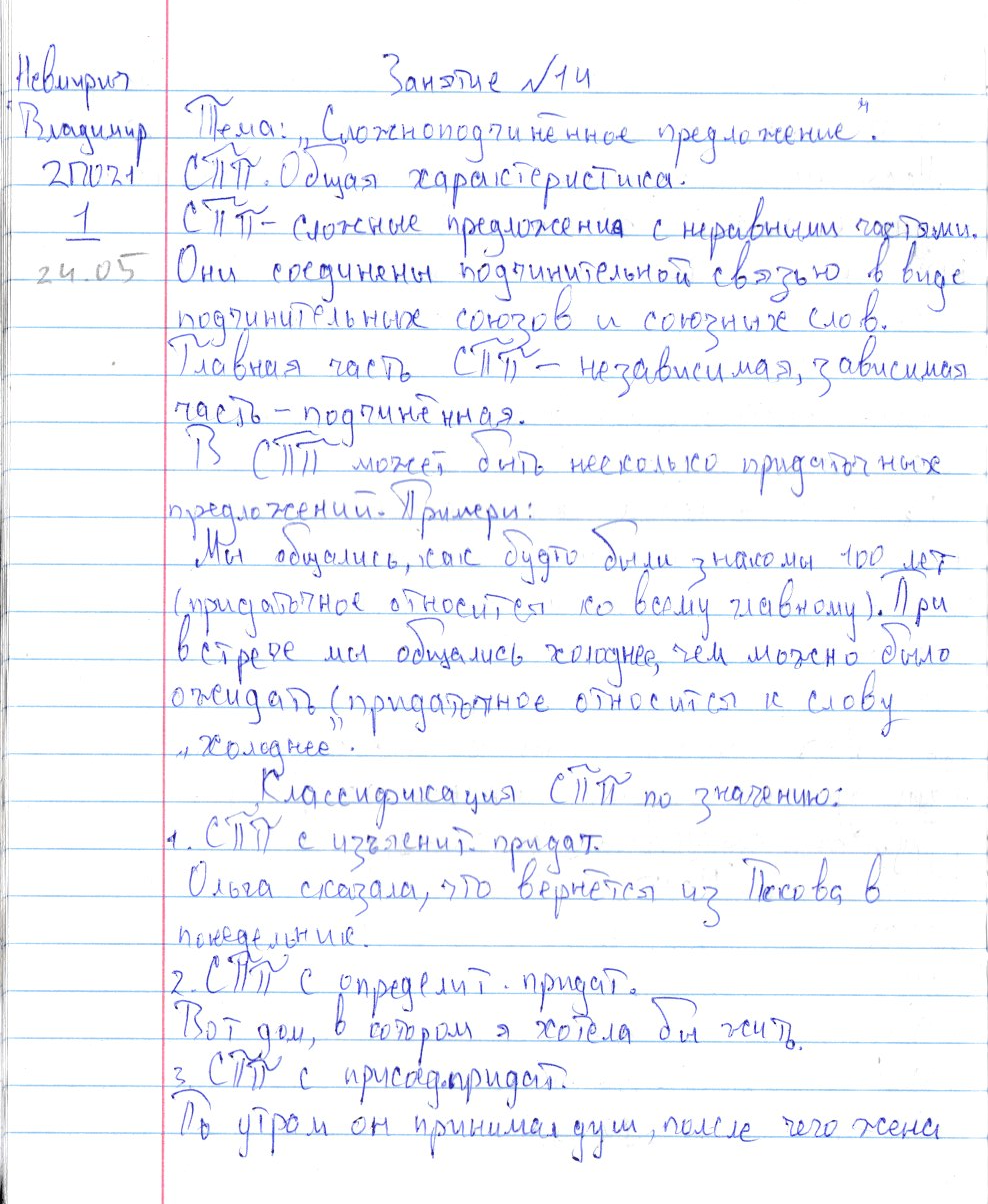 Невмирич
Владимир
2ПО21
1
24.05
Занятие №14
Тема: „Сложноподчинённое предложение".
СПП. Общая характеристика.
СПП - сложные предложения с неравными частями.
Они соединены подчинительной связью в виде
подчинительных союзов и союзных слов.
Главная часть СПП - независимая, зависимая
часть - подчинённая.
В СПП может быть несколько придаточных
предложений. Примеры:
Мы общались, как будто были знакомы 100 лет
(придаточное относится ко всему главному). При
встрече мы общались холоднее, чем можно было
ожидать (придаточное относится к слову
„холоднее".
Классификация СПП по значению:
1. СПП с изъяснит. придат.
Ольга сказала, что вернётся из Пскова в
понедельник.
2. СПП с определит. придат.
Вот дом, в котором я хотела бы жить.
3. СПП с присоед. придат.
По утром он принимал душ, после чего жена